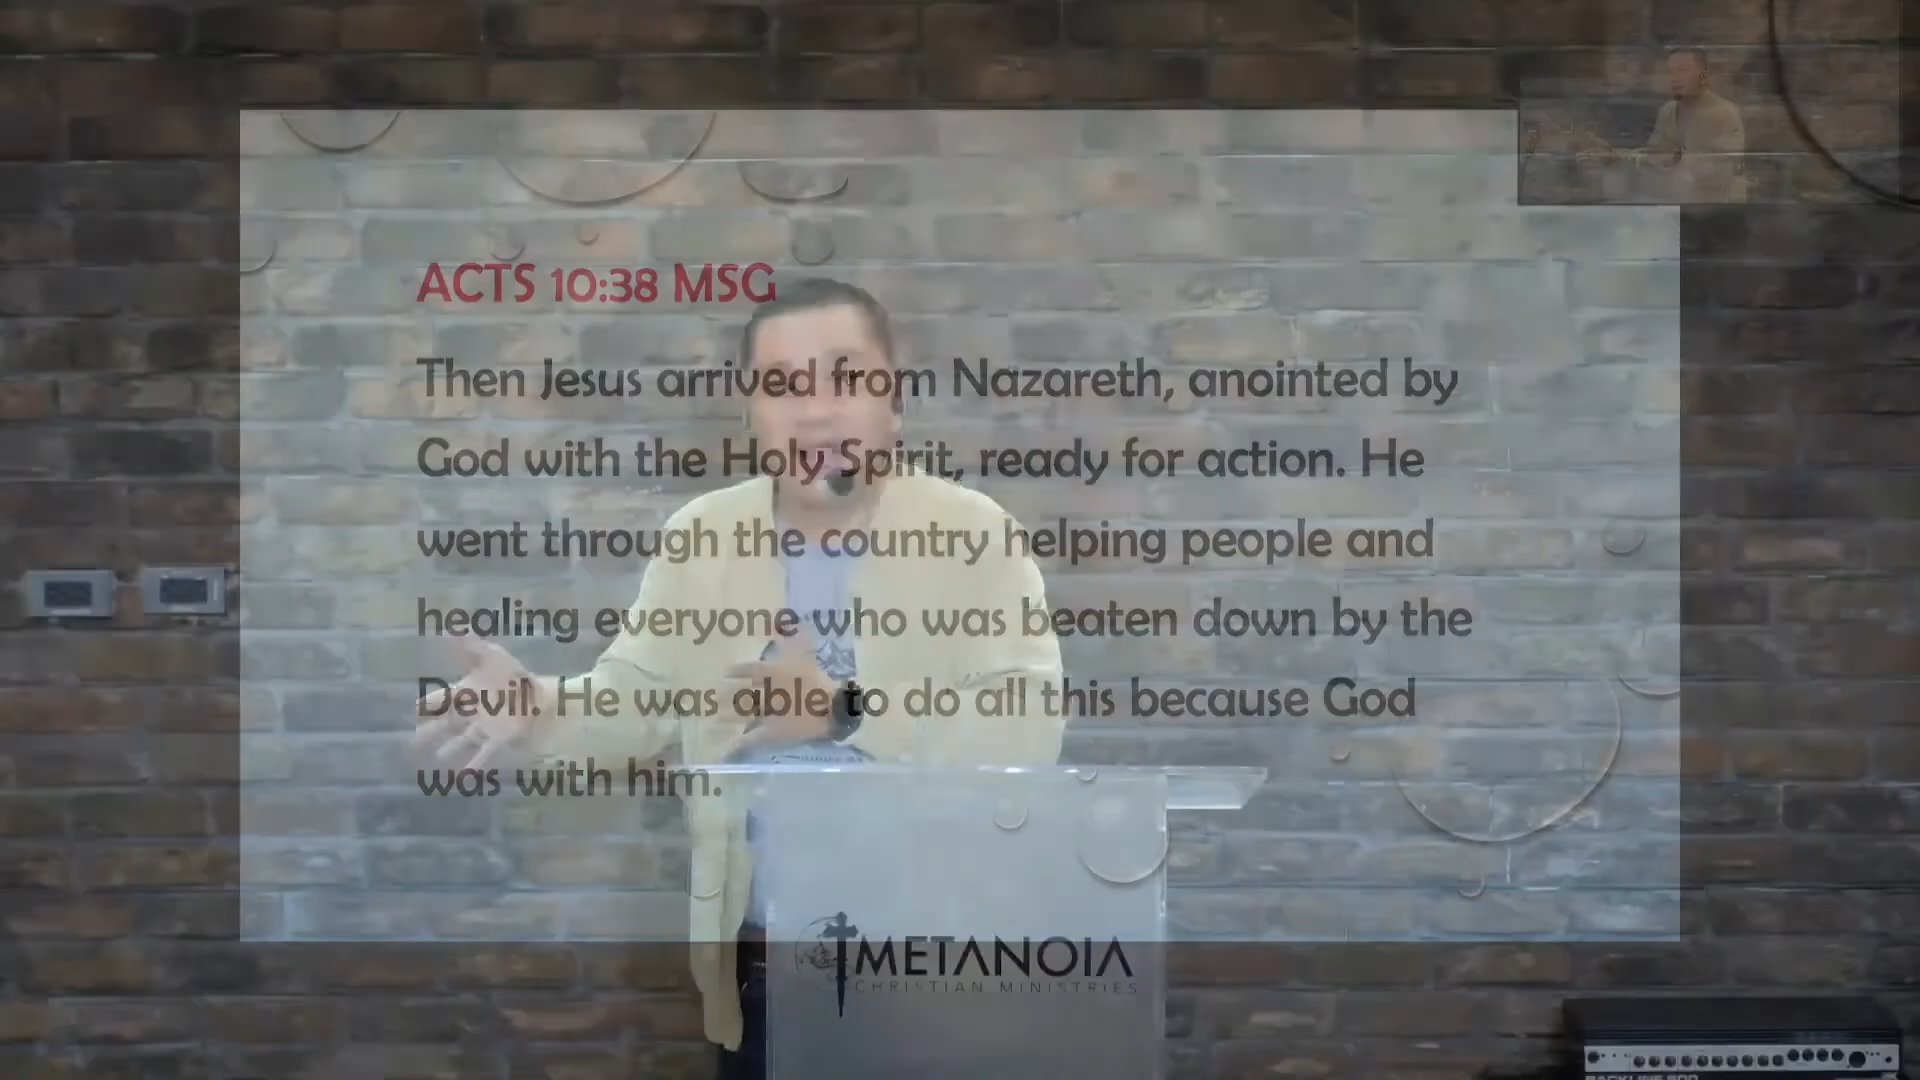 ACTS 10:38 MSG
Then Jesus arrived from Nazareth, anointed by
God with the Holy Spirit, ready for action. He
went through the country helping people and
healing everyone who was beaten down by the
Devil. He was able to do all this because God
was with him.
METANOIA
CHRISTIAN MINISTRIES